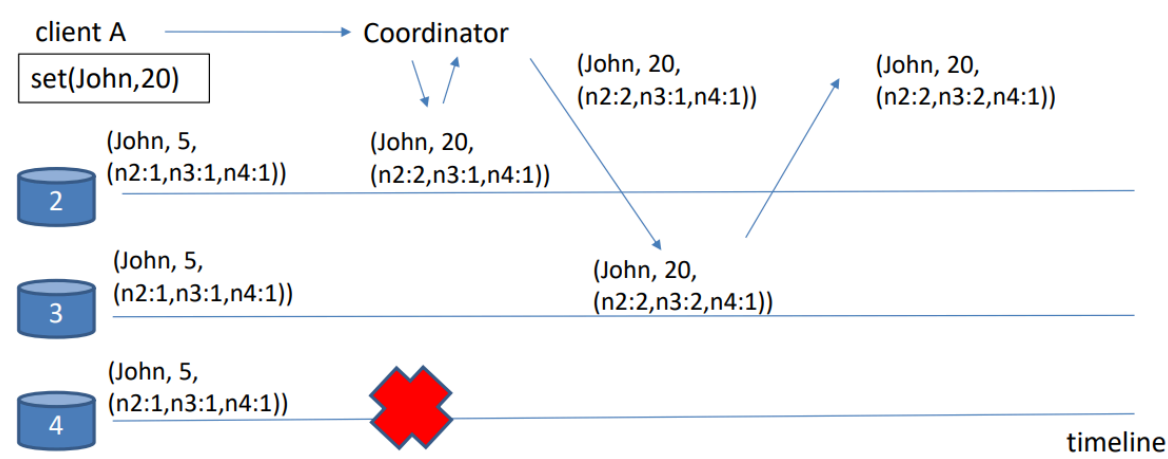 client A
Coordinator
set(John,20)
(John, 20,
(n2:2,n3:1,n4:1))
(John, 20,
(n2:2,n3:2,n4:1))
(John, 5,
(n2:1,n3:1,n4:1))
(John, 20,
(n2:2,n3:1,n4:1))
2
(John, 5,
(n2:1,n3:1,n4:1))
(John, 20,
(n2:2,n3:2,n4:1))
3
(John, 5,
(n2:1,n3:1,n4:1))
4
timeline